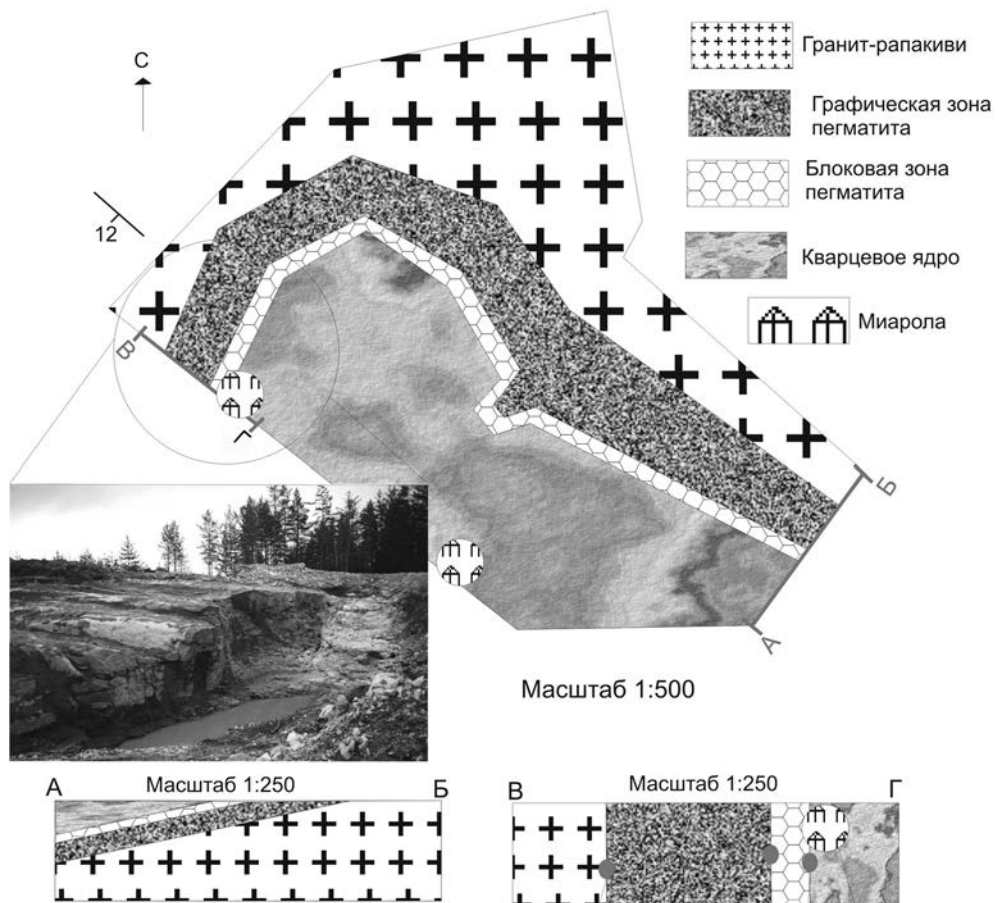 С
Гранит-рапакиви
Графическая зона
пегматита
Блоковая зона
пегматита
Кварцевое ядро
Миарола
12
В
Г
Б
А
Масштаб 1:500
А
Масштаб 1:250
Б
В
Масштаб 1:250
Г